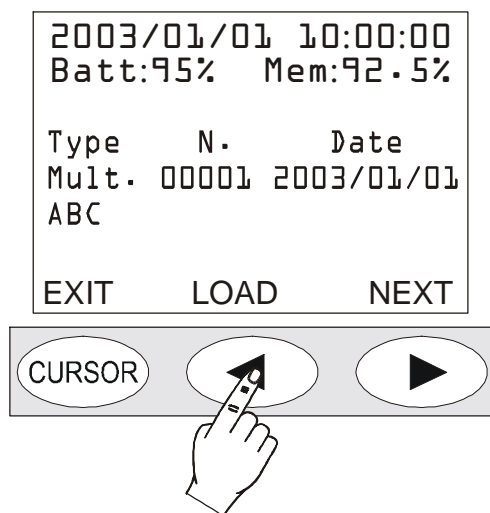 2003/01/01 10:00:00
Batt:95% Mem:92.5%
Type N. Date
Mult. 00001 2003/01/01
ABC
EXIT LOAD NEXT
CURSOR